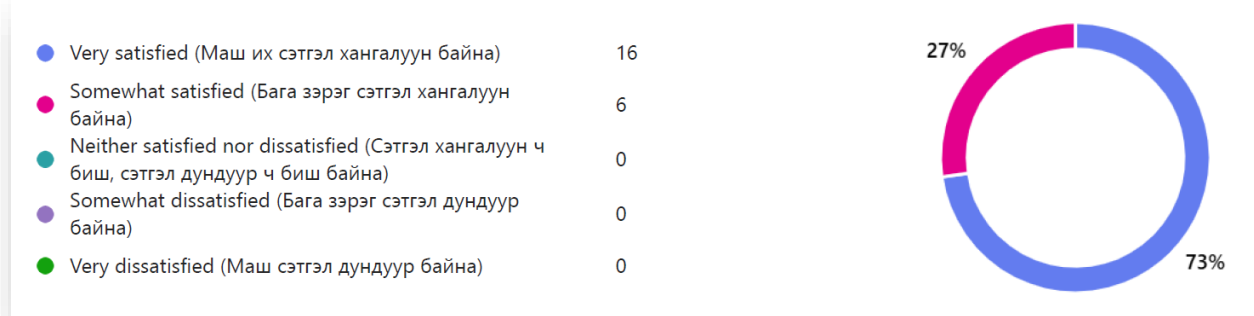 Very satisfied (Маш их сэтгэл хангалуун байна) 16
Somewhat satisfied (Бага зэрэг сэтгэл хангалуун
байна) 6
Neither satisfied nor dissatisfied (Сэтгэл хангалуун ч
биш, сэтгэл дундуур ч биш байна) 0
Somewhat dissatisfied (Бага зэрэг сэтгэл дундуур
байна) 0
Very dissatisfied (Маш сэтгэл дундуур байна) 0
27%
73%